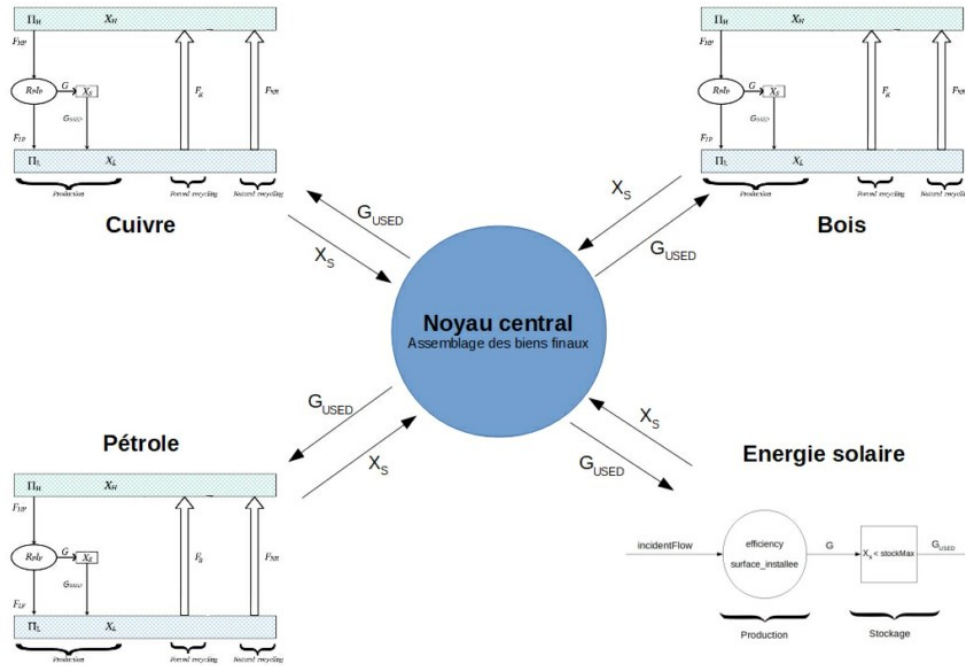 Π_H X_H
F_HP
R_P I_P G X_S
G_USED
F_LP
F_R F_NR
Π_L X_L
Production Forced recycling Natural recycling
Cuivre
Π_H X_H
F_HP
R_P I_P G X_S
G_USED
F_LP
F_R F_NR
Π_L X_L
Production Forced recycling Natural recycling
Bois
G_USED
X_S
X_S
G_USED
Noyau central
Assemblage des biens finaux
G_USED
X_S
X_S
G_USED
Pétrole
Π_H X_H
F_HP
R_P I_P G X_S
G_USED
F_LP
F_R F_NR
Π_L X_L
Production Forced recycling Natural recycling
Energie solaire
incidentFlow
efficiency
surface_installee
G
X_S < stockMax
G_USED
Production
Stockage